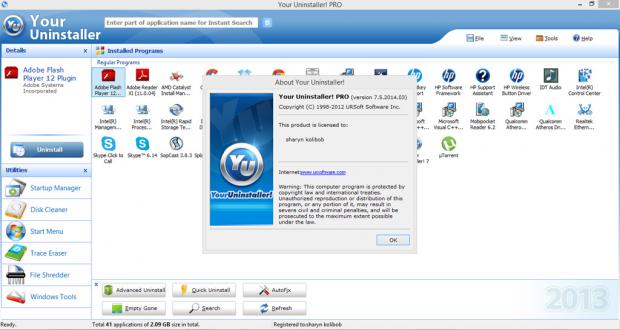 Your Uninstaller! PRO
Your
Uninstaller
Enter part of application name for Instant Search
File
View
Tools
Help
Details
x
Adobe Flash
Player 12 Plugin
Adobe Systems
Incorporated
Uninstall
Utilities
x
Startup Manager
Disk Cleaner
Start Menu
Trace Eraser
File Shredder
Windows Tools
Installed Programs
Regular Programs
Adobe Flash
Player 12...
Adobe Reader
XI (11.0.04)
AMD Catalyst
Install Man...
HP Software
Framework
HP Support
Assistant
HP Wireless
Button Driver
IDT Audio
Intel(R)
Control Center
Intel(R)
Managem...
Intel(R) Rapid
Storage Te...
Intel(R)
Proces...
Microsoft
Visual C++...
Mobipocket
Reader 6.2
Qualcomm
Atheros Dr...
Realtek
Ethern...
Skype Click to
Call
Skype™ 6.14
SopCast 3.8.3
µTorrent
About Your Uninstaller!
Your Uninstaller! PRO (version 7.5.2014.03)
Copyright (C) 1998-2012 URSoft Software Inc.
This product is licensed to:
sharyn kolibob
Internet:www.ursoftware.com
Warning: This computer program is protected by
copyright law and international treaties.
Unauthorized reproduction or distribution of this
program, or any portion of it, may result in
severe civil and criminal penalties, and will be
prosecuted to the maximum extent possible
under the law.
OK
YU
YourUninstaller!
x
Advanced Uninstall
Quick Uninstall
AutoFix
Empty Gone
Search
Refresh
2013
Ready.
Total 41 applications of 2.09 GB size in total.
Registered to:sharyn kolibob